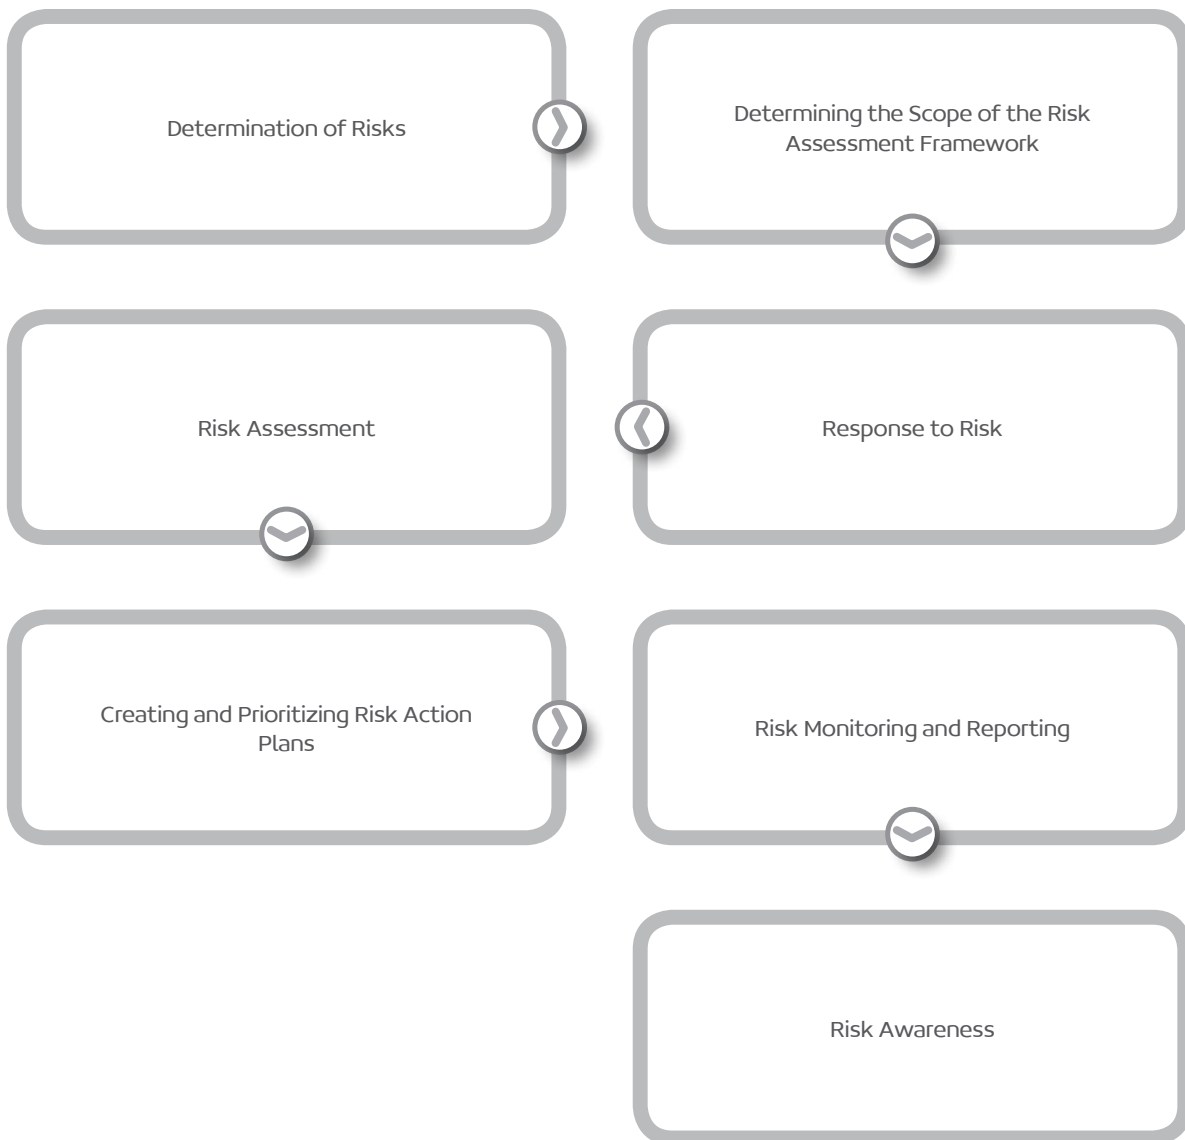 Determination of Risks
Determining the Scope of the Risk
Assessment Framework
Risk Assessment
Response to Risk
Creating and Prioritizing Risk Action
Plans
Risk Monitoring and Reporting
Risk Awareness